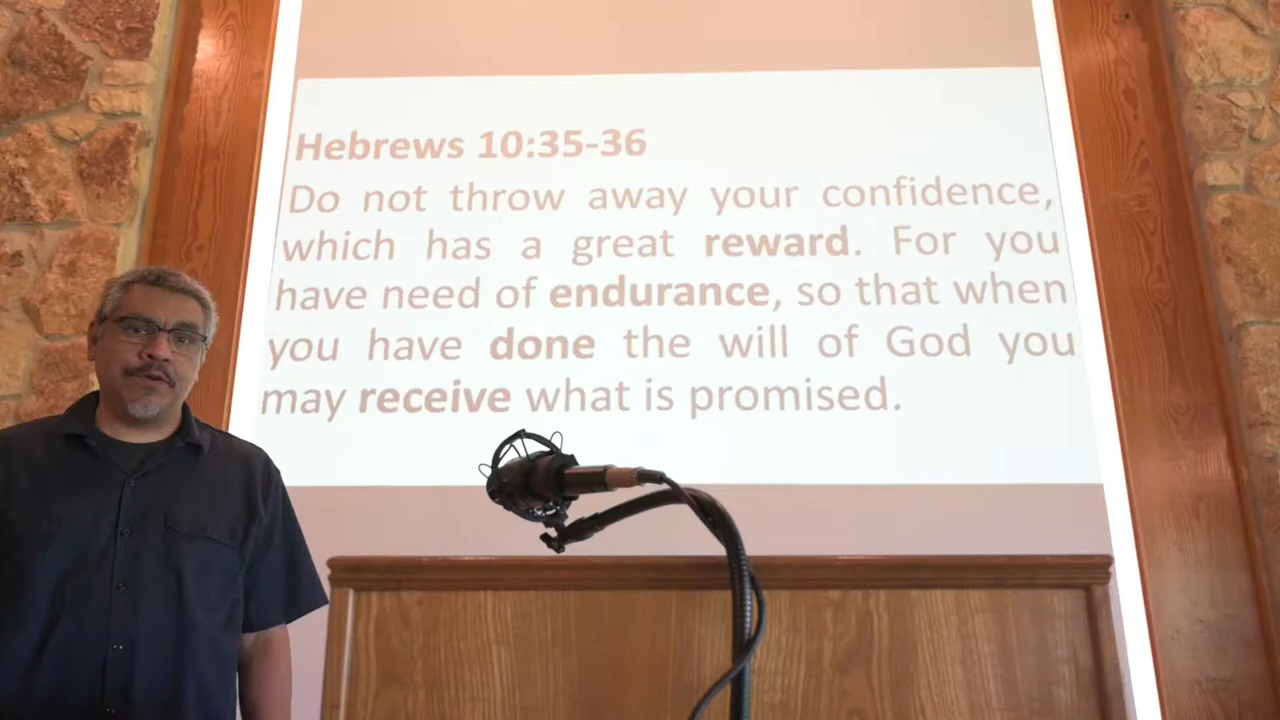 Hebrews 10:35-36
Do not throw away your confidence,
which has a great reward. For you
have need of endurance, so that when
you have done the will of God you
may receive what is promised.